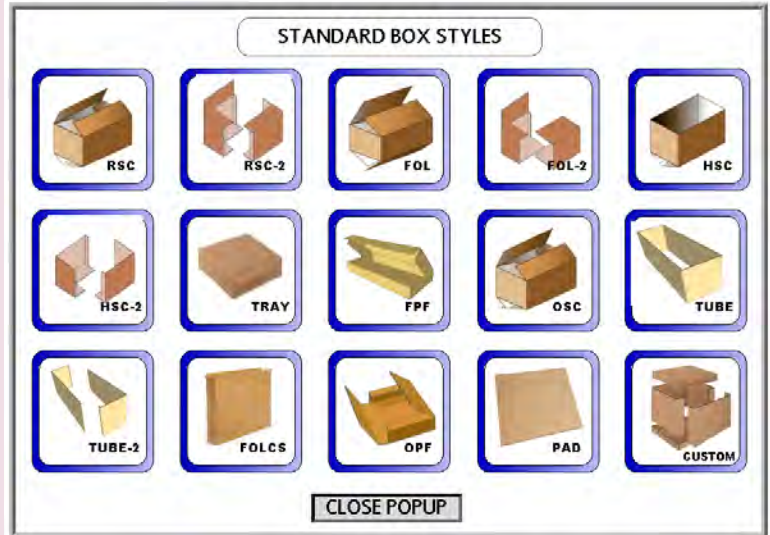 STANDARD BOX STYLES
RSC
RSC-2
FOL
FOL-2
HSC
HSC-2
TRAY
FPF
OSC
TUBE
TUBE-2
FOLCS
OPF
PAD
CUSTOM
CLOSE POPUP